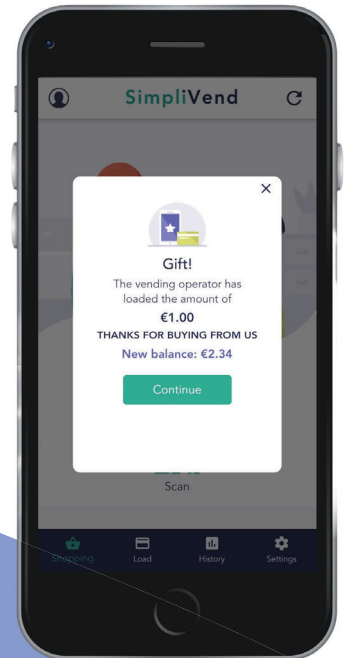 SimpliVend
Gift!
The vending operator has
loaded the amount of
€1.00
THANKS FOR BUYING FROM US
New balance: €2.34
Continue
Scan
Shopping
Load
History
Settings